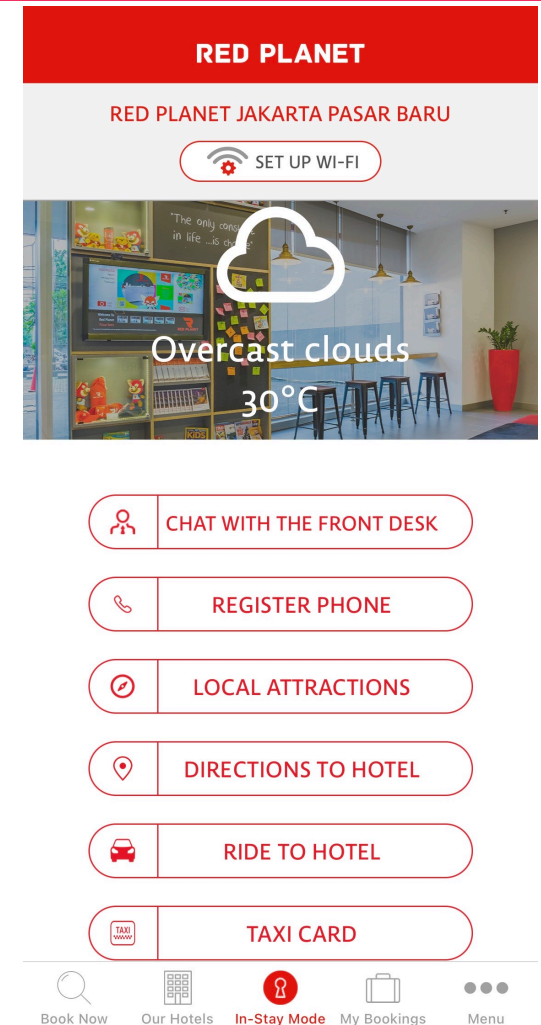 RED PLANET
RED PLANET JAKARTA PASAR BARU
SET UP WI-FI
"The only
in life ...is
Overcast clouds
30°C
RED PLANET
KIDS
CHAT WITH THE FRONT DESK
REGISTER PHONE
LOCAL ATTRACTIONS
DIRECTIONS TO HOTEL
RIDE TO HOTEL
TAXI
TAXI CARD
Book Now
Our Hotels
In-Stay Mode
My Bookings
Menu